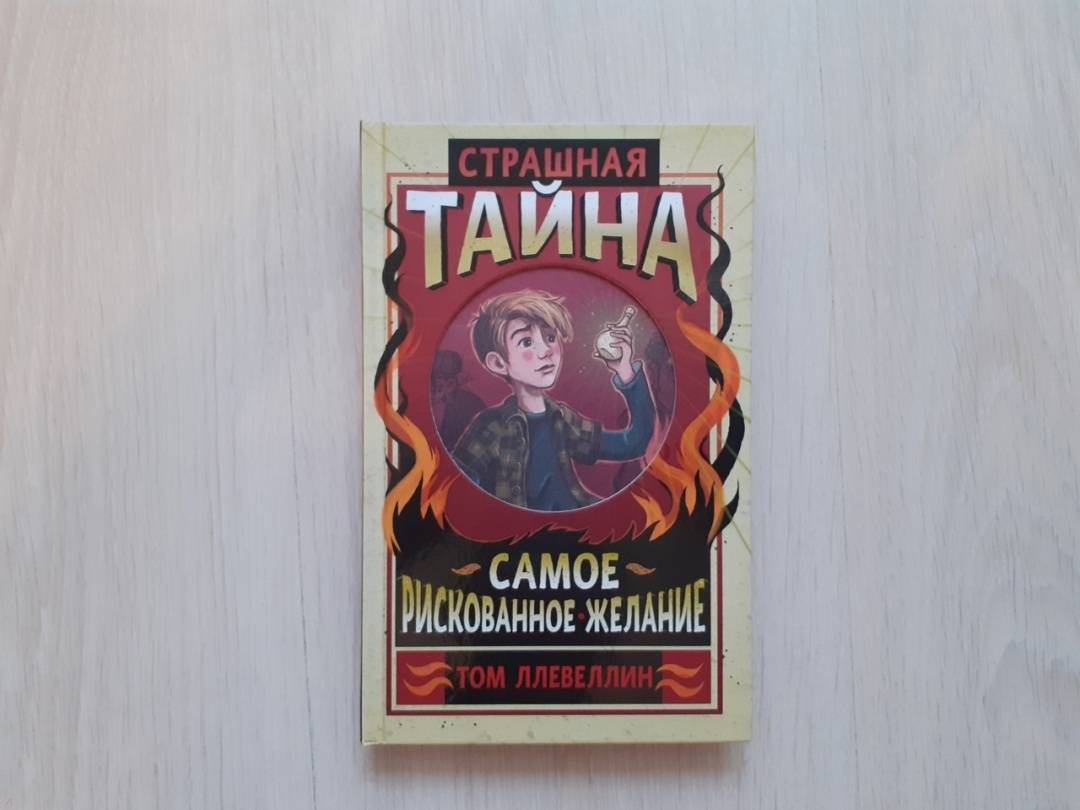 СТРАШНАЯ
ТАЙНА
САМОЕ
РИСКОВАННОЕ · ЖЕЛАНИЕ
ТОМ ЛЛЕВЕЛЛИН